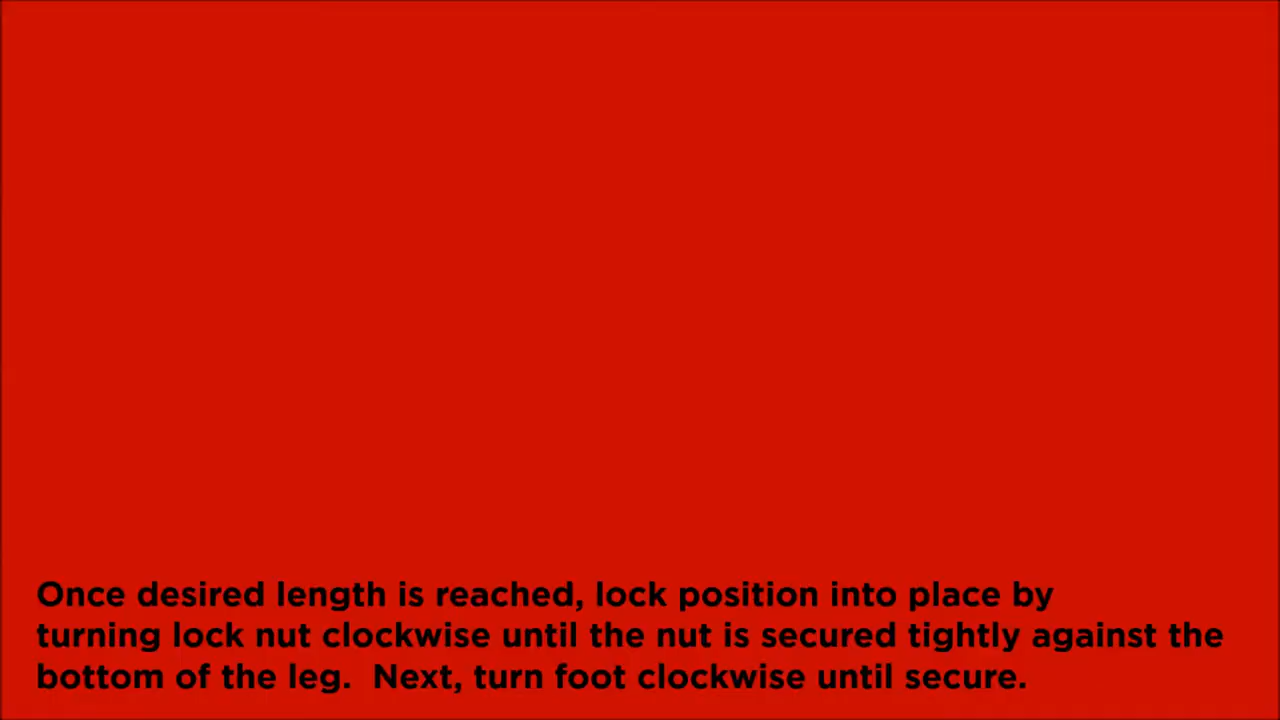 Once desired length is reached, lock position into place by
turning lock nut clockwise until the nut is secured tightly against the
bottom of the leg.  Next, turn foot clockwise until secure.